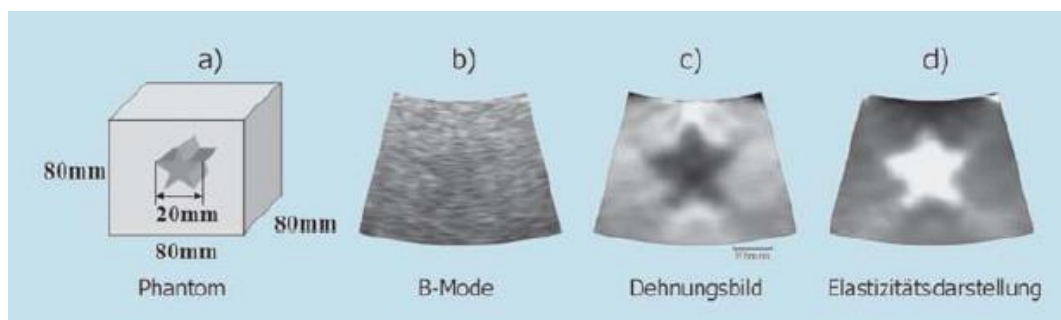 a)
b)
c)
d)
80mm
20mm
80mm
80mm
Phantom
B-Mode
Dehnungsbild
Elastizitätsdarstellung